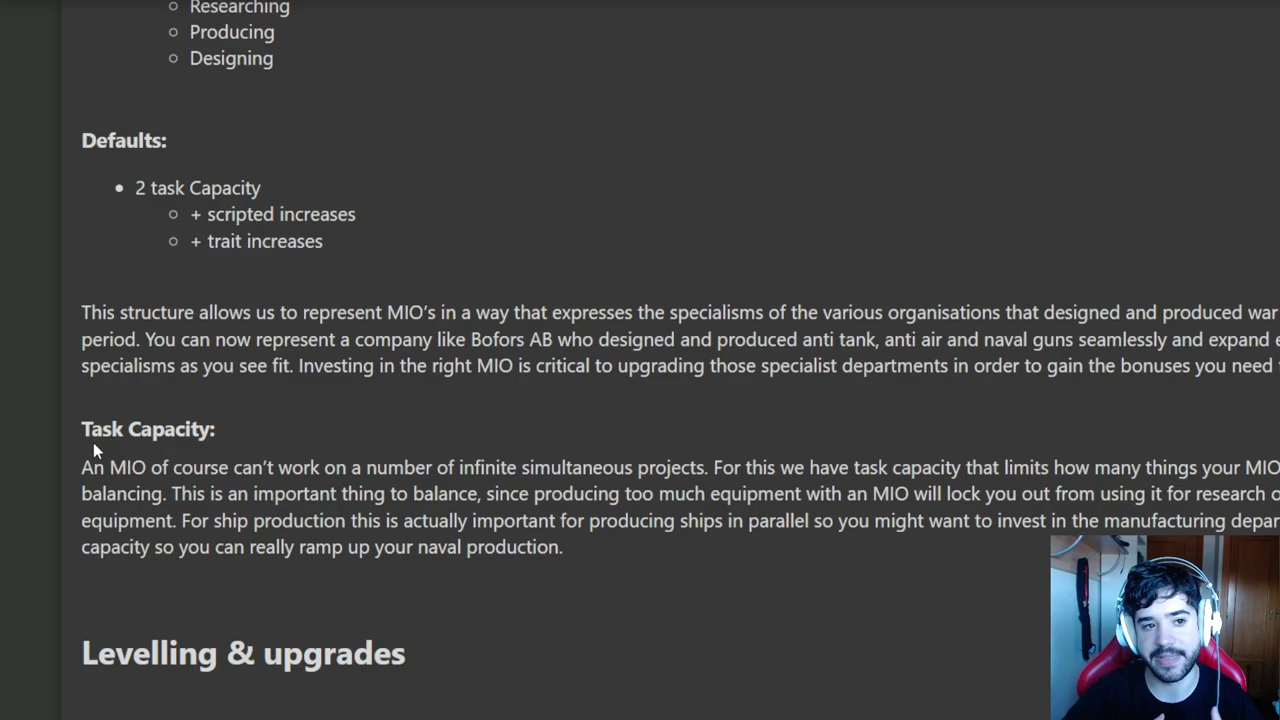 Researching
Producing
Designing
Defaults:
2 task Capacity
+ scripted increases
+ trait increases
This structure allows us to represent MIO’s in a way that expresses the specialisms of the various organisations that designed and produced war
period. You can now represent a company like Bofors AB who designed and produced anti tank, anti air and naval guns seamlessly and expand
specialisms as you see fit. Investing in the right MIO is critical to upgrading those specialist departments in order to gain the bonuses you need
Task Capacity:
An MIO of course can’t work on a number of infinite simultaneous projects. For this we have task capacity that limits how many things your MIO
balancing. This is an important thing to balance, since producing too much equipment with an MIO will lock you out from using it for research
equipment. For ship production this is actually important for producing ships in parallel so you might want to invest in the manufacturing
capacity so you can really ramp up your naval production.
Levelling & upgrades